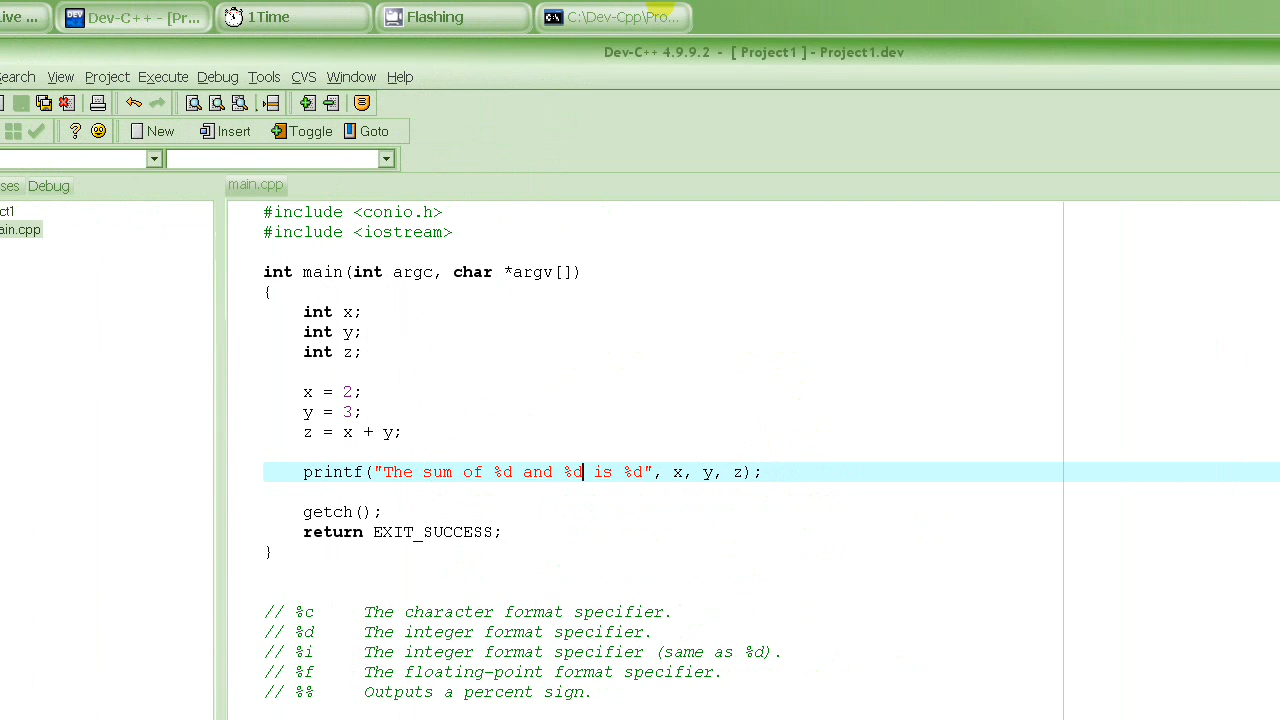 Live ... Dev-C++ - [Pr... 1Time Flashing C:\Dev-Cpp\Pro...
Dev-C++ 4.9.9.2 - [ Project1 ] - Project1.dev
Search View Project Execute Debug Tools CVS Window Help
New Insert Toggle Goto
ses Debug main.cpp
ct1
ain.cpp
#include <conio.h>
#include <iostream>
int main(int argc, char *argv[])
{
int x;
int y;
int z;
x = 2;
y = 3;
z = x + y;
printf("The sum of %d and %d is %d", x, y, z);
getch();
return EXIT_SUCCESS;
}
// %c The character format specifier.
// %d The integer format specifier.
// %i The integer format specifier (same as %d).
// %f The floating-point format specifier.
// %% Outputs a percent sign.